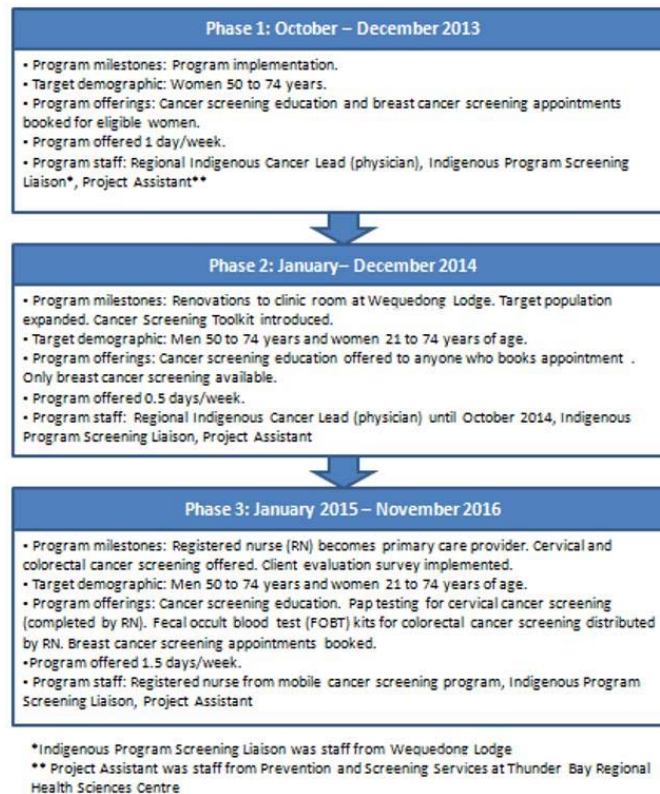 Phase 1: October – December 2013
• Program milestones: Program implementation.
• Target demographic: Women 50 to 74 years.
• Program offerings: Cancer screening education and breast cancer screening appointments
booked for eligible women.
• Program offered 1 day/week.
• Program staff: Regional Indigenous Cancer Lead (physician), Indigenous Program Screening
Liaison*, Project Assistant**
Phase 2: January– December 2014
• Program milestones: Renovations to clinic room at Wequedong Lodge. Target population
expanded. Cancer Screening Toolkit introduced.
• Target demographic: Men 50 to 74 years and women 21 to 74 years of age.
• Program offerings: Cancer screening education offered to anyone who books appointment .
Only breast cancer screening available.
• Program offered 0.5 days/week.
• Program staff: Regional Indigenous Cancer Lead (physician) until October 2014, Indigenous
Program Screening Liaison, Project Assistant
Phase 3: January 2015 – November 2016
• Program milestones: Registered nurse (RN) becomes primary care provider. Cervical and
colorectal cancer screening offered. Client evaluation survey implemented.
• Target demographic: Men 50 to 74 years and women 21 to 74 years of age.
• Program offerings: Cancer screening education. Pap testing for cervical cancer screening
(completed by RN). Fecal occult blood test (FOBT) kits for colorectal cancer screening distributed
by RN. Breast cancer screening appointments booked.
•Program offered 1.5 days/week.
• Program staff: Registered nurse from mobile cancer screening program, Indigenous Program
Screening Liaison, Project Assistant
*Indigenous Program Screening Liaison was staff from Wequedong Lodge
** Project Assistant was staff from Prevention and Screening Services at Thunder Bay Regional
Health Sciences Centre